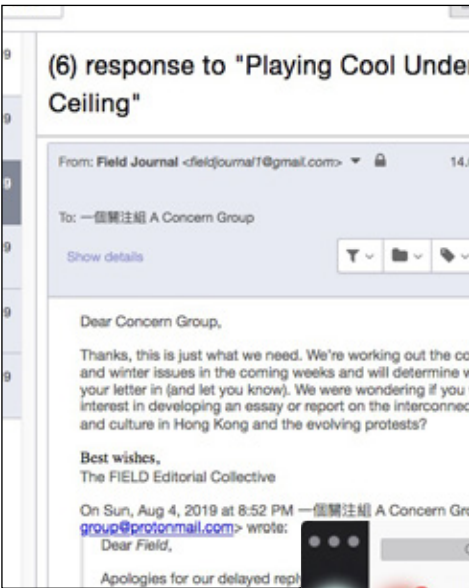 (6) response to "Playing Cool Under
Ceiling"
From: Field Journal <fieldjournal1@gmail.com>
14.
To: 一個關注組 A Concern Group
Show details
Dear Concern Group,
Thanks, this is just what we need. We're working out the co
and winter issues in the coming weeks and will determine w
your letter in (and let you know). We were wondering if you
interest in developing an essay or report on the interconnec
and culture in Hong Kong and the evolving protests?
Best wishes,
The FIELD Editorial Collective
On Sun, Aug 4, 2019 at 8:52 PM 一個關注組 A Concern Gro
group@protonmail.com> wrote:
Dear Field,
Apologies for our delayed repl
9
9
9
9
9
9